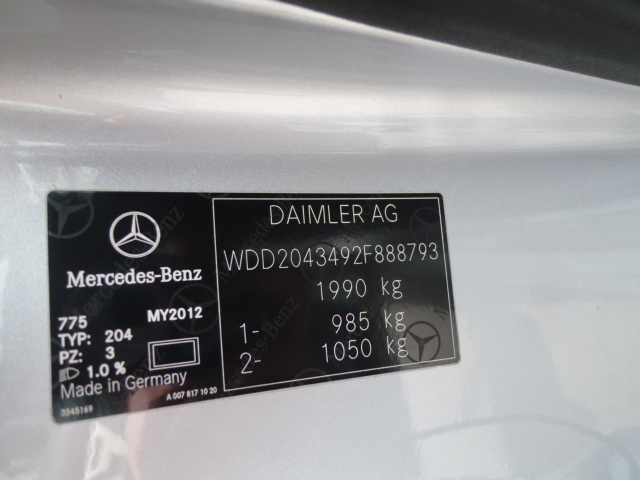 Mercedes-Benz
775 MY2012
TYP: 204
PZ: 3
1.0 %
Made in Germany
A 007 817 10 20
3545169
DAIMLER AG
WDD2043492F888793
1990 kg
1- 985 kg
2- 1050 kg